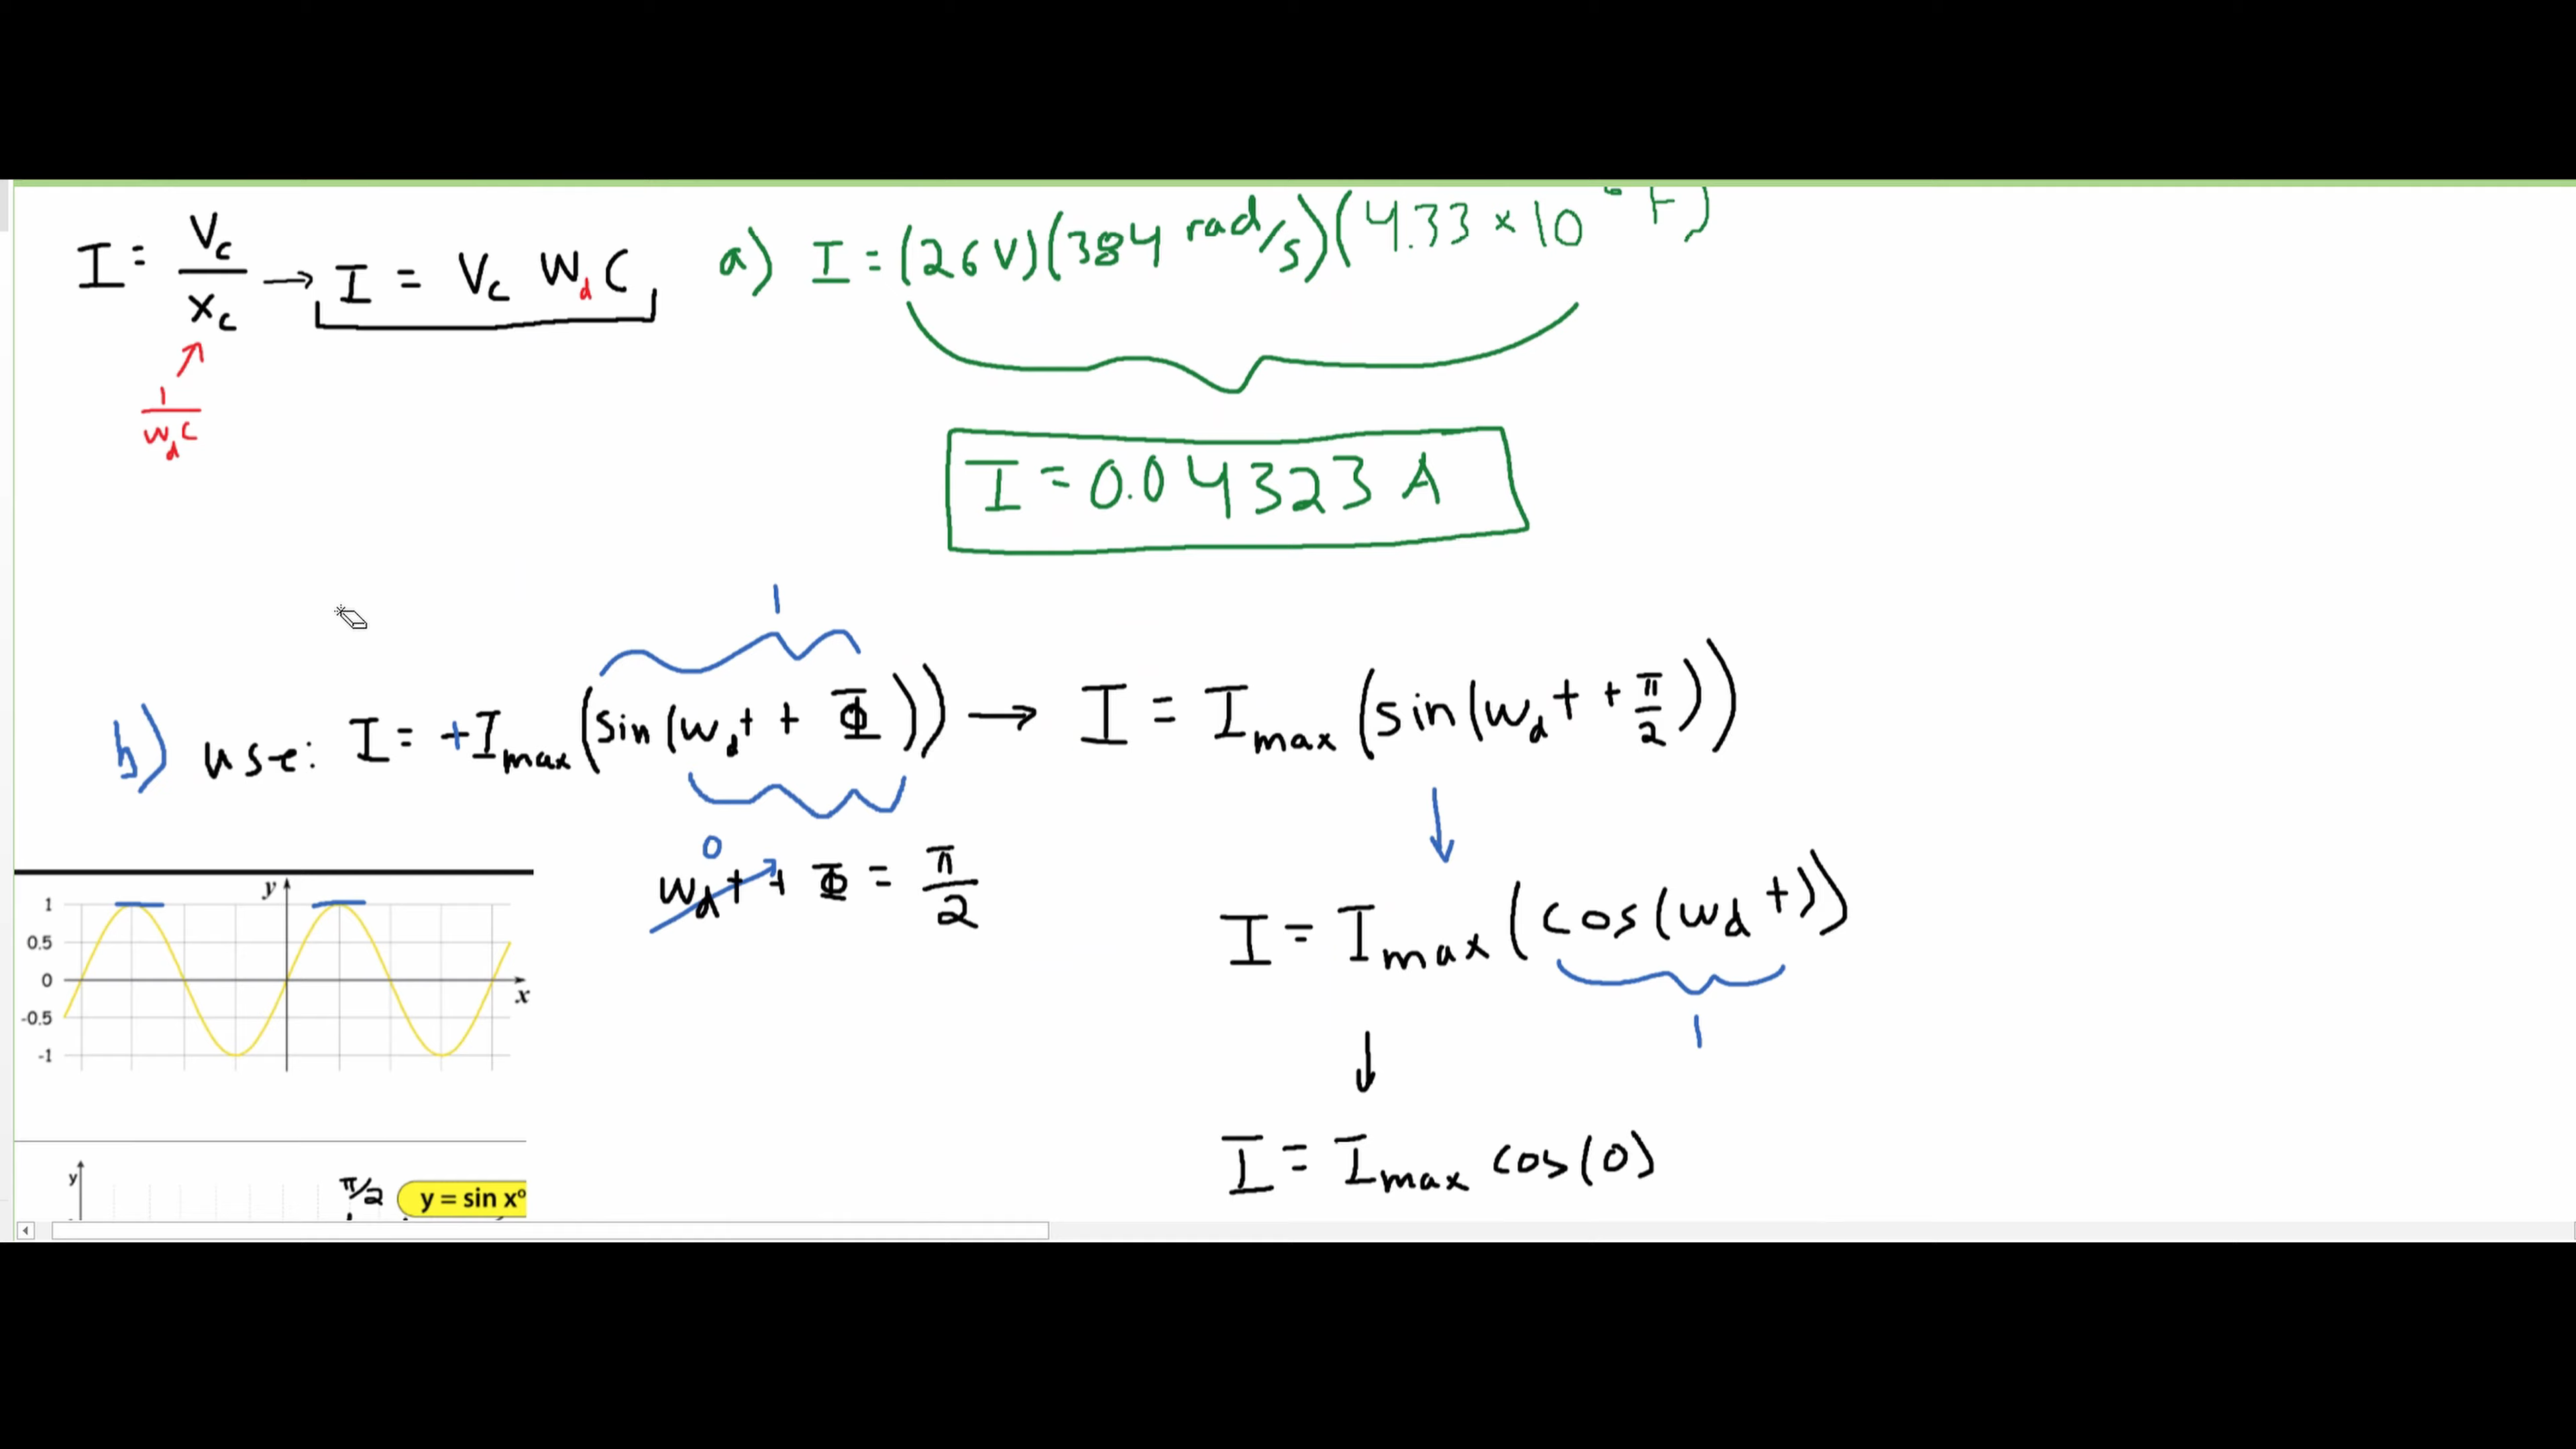 I = Vc / Xc → I = Vc Wd C
1 / Wd C
a) I = (26 V)(384 rad/s)(4.33 × 10⁻⁶ F)
I = 0.04323 A
1
b) use: I = +Imax (sin(wdt + Φ)) → I = Imax (sin(wdt + π/2))
0
wdt + Φ = π/2
I = Imax (cos(wdt))
1
I = Imax cos(0)
y
1
0.5
0
x
-0.5
-1
y
π/2
y = sin x°